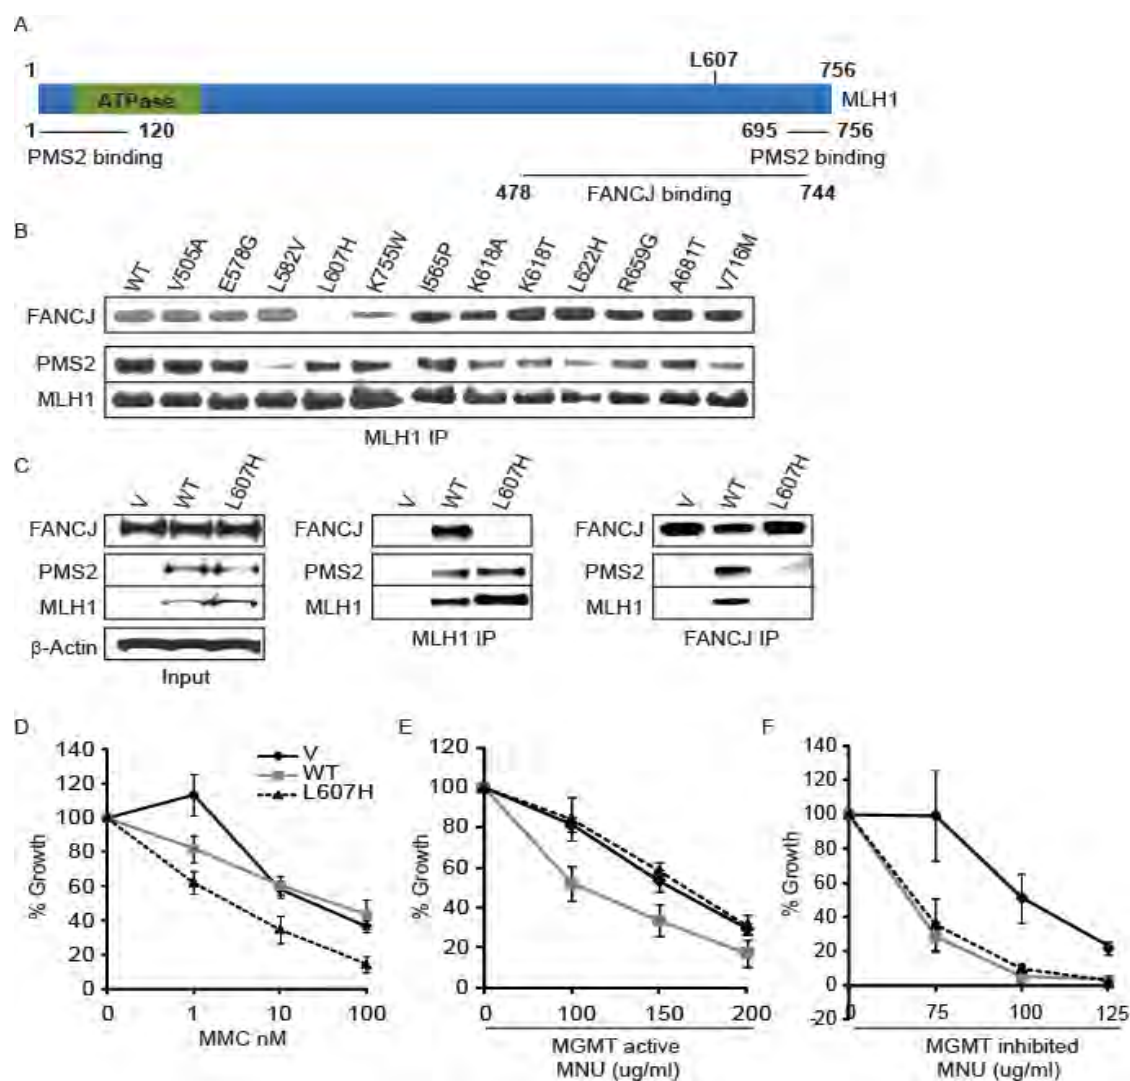 A
L607
1 756
ATPase MLH1
1 120 695 756
PMS2 binding PMS2 binding
478 FANCJ binding 744
B
WT V505A E578G L582V L607H K755W I565P K618A K618T L622H R659G A681T V716M
FANCJ
PMS2
MLH1
MLH1 IP
C
V WT L607H V WT L607H V WT L607H
FANCJ FANCJ FANCJ
PMS2 PMS2 PMS2
MLH1 MLH1 MLH1
β-Actin MLH1 IP FANCJ IP
Input
D
% Growth
140
120
100
80
60
40
20
0
0 1 10 100
MMC nM
V
WT
L607H
E
% Growth
120
100
80
60
40
20
0
0 100 150 200
MGMT active
MNU (ug/ml)
F
% Growth
140
120
100
80
60
40
20
0
-20
0 75 100 125
MGMT inhibited
MNU (ug/ml)